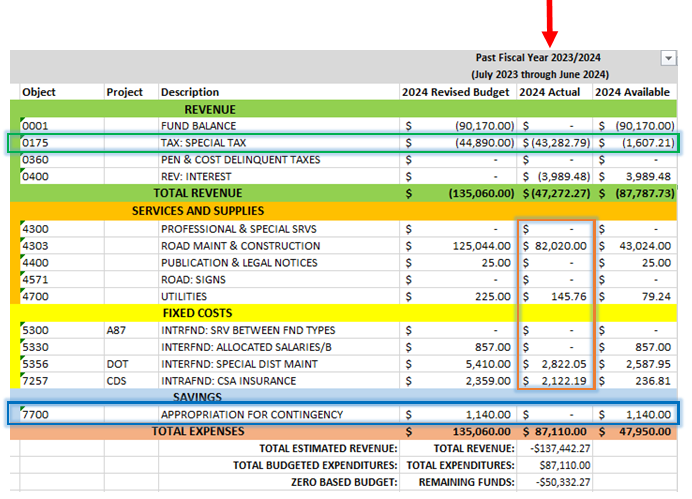 Past Fiscal Year 2023/2024
(July 2023 through June 2024)
Object Project Description 2024 Revised Budget 2024 Actual 2024 Available
REVENUE
0001 FUND BALANCE $ (90,170.00) $ - $ (90,170.00)
0175 TAX: SPECIAL TAX $ (44,890.00) $ (43,282.79) $ (1,607.21)
0360 PEN & COST DELINQUENT TAXES $ - $ - $ -
0400 REV: INTEREST $ - $ (3,989.48) $ 3,989.48
TOTAL REVENUE $ (135,060.00) $ (47,272.27) $ (87,787.73)
SERVICES AND SUPPLIES
4300 PROFESSIONAL & SPECIAL SRVS $ - $ - $ -
4303 ROAD MAINT & CONSTRUCTION $ 125,044.00 $ 82,020.00 $ 43,024.00
4400 PUBLICATION & LEGAL NOTICES $ 25.00 $ - $ 25.00
4571 ROAD: SIGNS $ - $ - $ -
4700 UTILITIES $ 225.00 $ 145.76 $ 79.24
FIXED COSTS
5300 A87 INTRFND: SRV BETWEEN FND TYPES $ - $ - $ -
5330 INTERFND: ALLOCATED SALARIES/B $ 857.00 $ - $ 857.00
5356 DOT INTERFND: SPECIAL DIST MAINT $ 5,410.00 $ 2,822.05 $ 2,587.95
7257 CDS INTRAFND: CSA INSURANCE $ 2,359.00 $ 2,122.19 $ 236.81
SAVINGS
7700 APPROPRIATION FOR CONTINGENCY $ 1,140.00 $ - $ 1,140.00
TOTAL EXPENSES $ 135,060.00 $ 87,110.00 $ 47,950.00
TOTAL ESTIMATED REVENUE: TOTAL REVENUE: -$137,442.27
TOTAL BUDGETED EXPENDITURES: TOTAL EXPENDITURES: $87,110.00
ZERO BASED BUDGET: REMAINING FUNDS: -$50,332.27